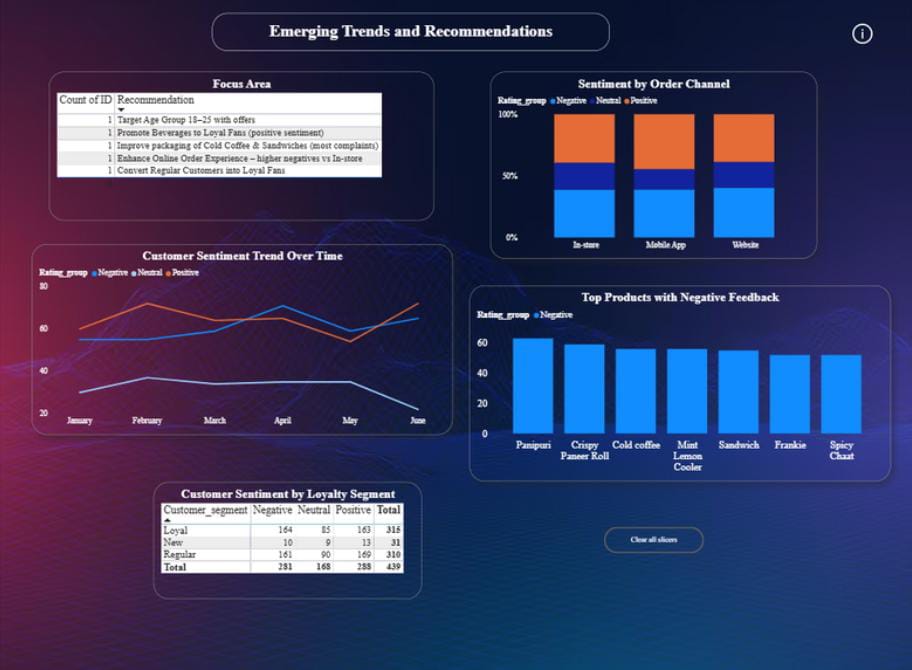 Emerging Trends and Recommendations
i
Focus Area
Count of ID Recommendation
1 Target Age Group 18–25 with offers
1 Promote Beverages to Loyal Fans (positive sentiment)
1 Improve packaging of Cold Coffee & Sandwiches (most complaints)
1 Enhance Online Order Experience – higher negatives vs In-store
1 Convert Regular Customers into Loyal Fans
Sentiment by Order Channel
Rating_group Negative Neutral Positive
100%
50%
0%
In-store Mobile App Website
Customer Sentiment Trend Over Time
Rating_group Negative Neutral Positive
80
60
40
20
January February March April May June
Top Products with Negative Feedback
Rating_group Negative
60
40
20
0
Panipuri Crispy Cold coffee Mint Sandwich Frankie Spicy
Paneer Roll Lemon Chaat
Cooler
Customer Sentiment by Loyalty Segment
Customer_segment Negative Neutral Positive Total
Loyal 164 85 163 315
New 10 9 13 31
Regular 161 90 169 310
Total 281 168 288 439
Clear all slicers